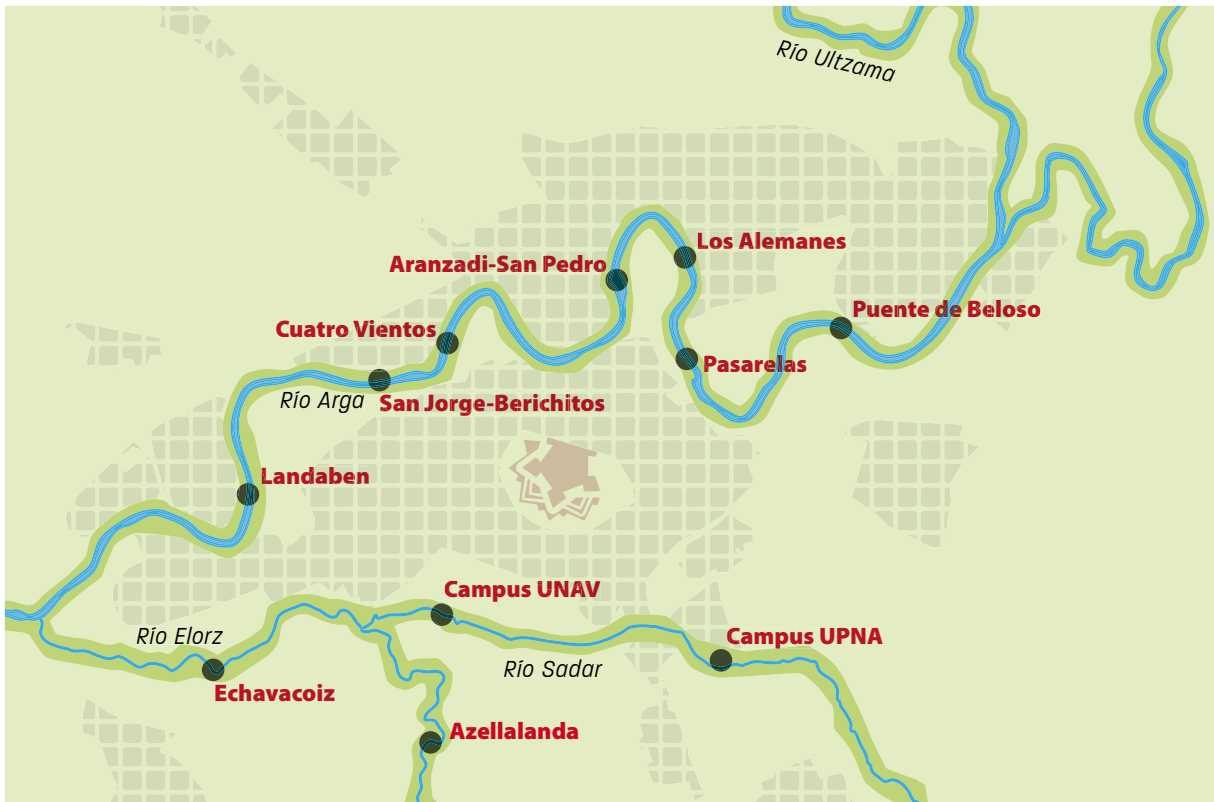 Río Ultzama
Los Alemanes
Aranzadi-San Pedro
Puente de Beloso
Cuatro Vientos
Pasarelas
Río Arga
San Jorge-Berichitos
Landaben
Campus UNAV
Río Elorz
Campus UPNA
Río Sadar
Echavacoiz
Azellalanda